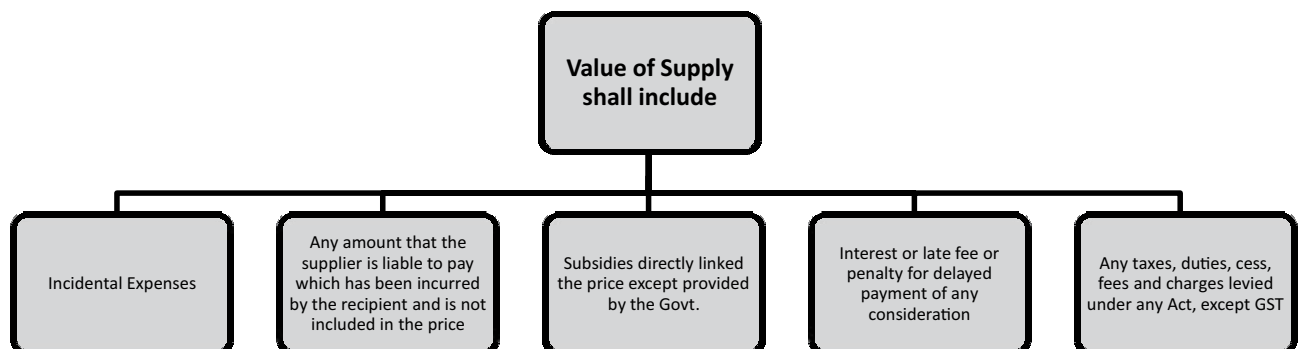 Value of Supply
shall include
Incidental Expenses
Any amount that the
supplier is liable to pay
which has been incurred
by the recipient and is not
included in the price
Subsidies directly linked
the price except provided
by the Govt.
Interest or late fee or
penalty for delayed
payment of any
consideration
Any taxes, duties, cess,
fees and charges levied
under any Act, except GST